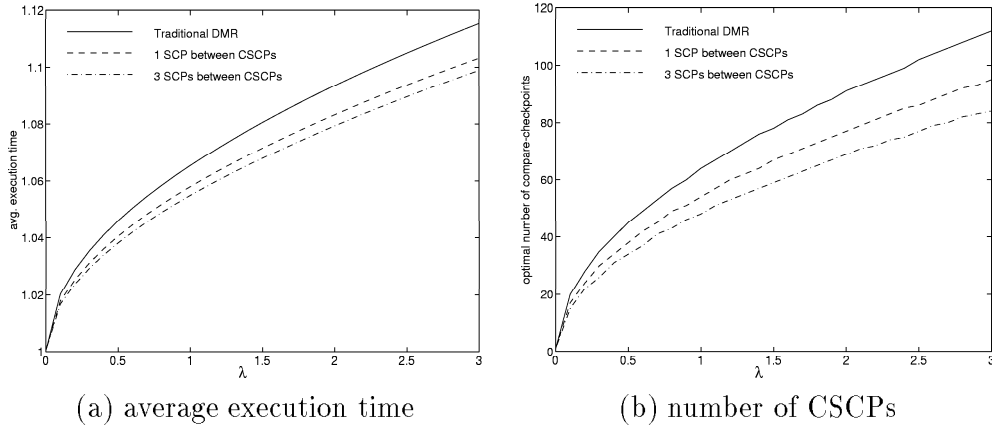 1.12
1.1
1.08
1.06
1.04
1.02
1
avg. execution time
Traditional DMR
1 SCP between CSCPs
3 SCPs between CSCPs
0 0.5 1 1.5 2 2.5 3
λ
(a) average execution time
120
100
80
60
40
20
0
optimal number of compare-checkpoints
Traditional DMR
1 SCP between CSCPs
3 SCPs between CSCPs
0 0.5 1 1.5 2 2.5 3
λ
(b) number of CSCPs